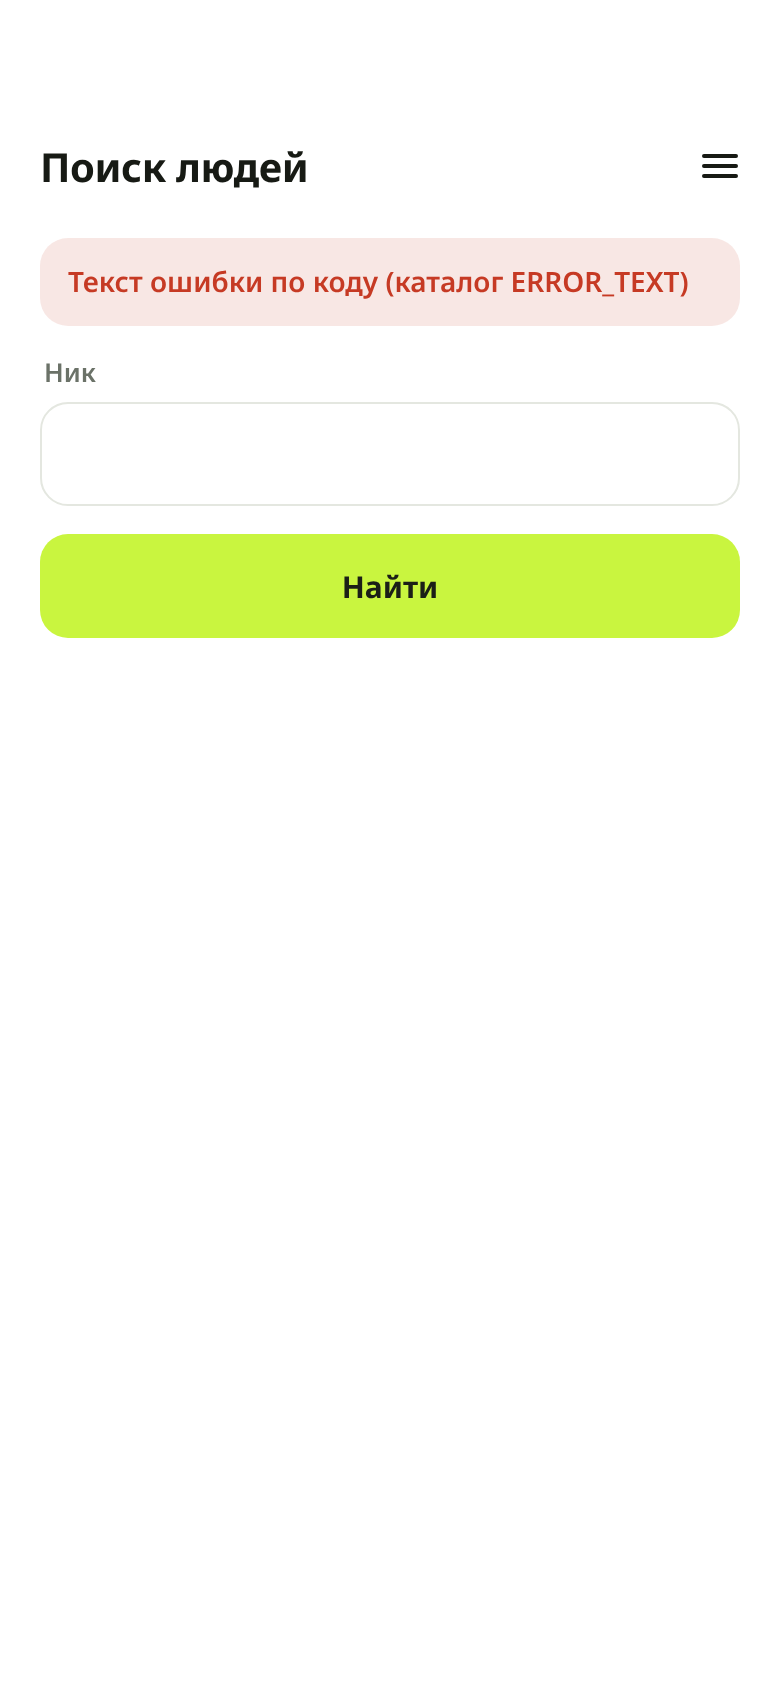 Поиск людей
Текст ошибки по коду (каталог ERROR_TEXT)
Ник
Найти